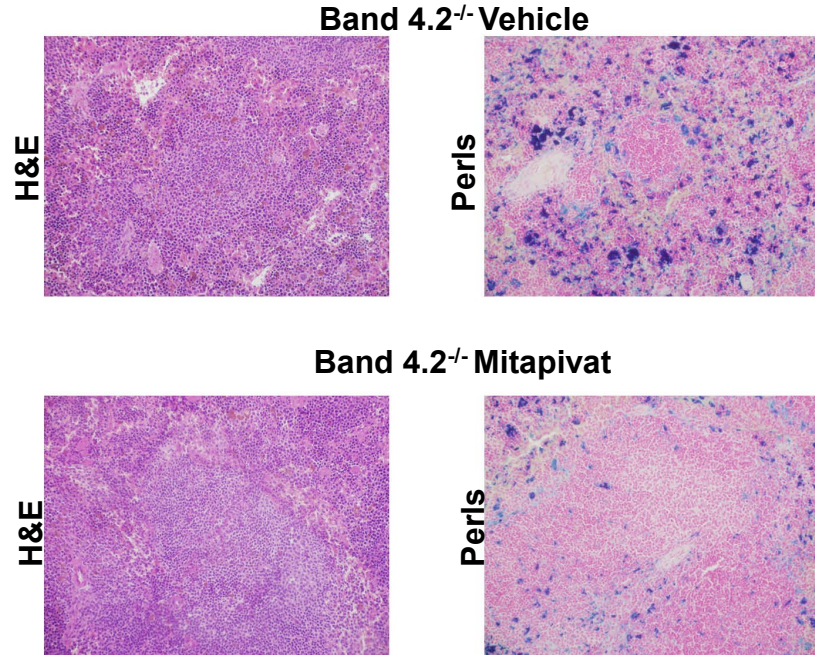 Band 4.2-/- Vehicle
H&E
Perls
Band 4.2-/- Mitapivat
H&E
Perls